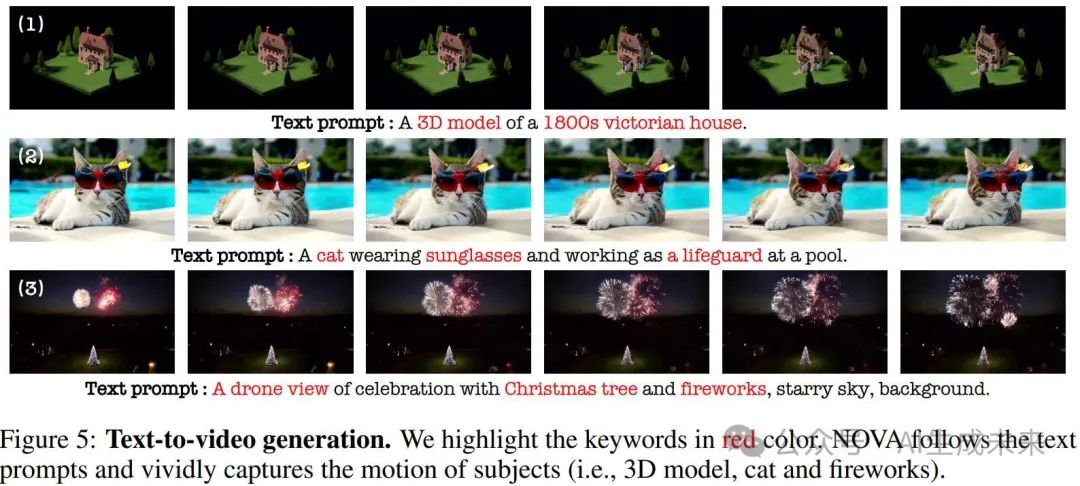 (1)
Text prompt : A 3D model of a 1800s victorian house.
(2)
Text prompt : A cat wearing sunglasses and working as a lifeguard at a pool.
(3)
Text prompt : A drone view of celebration with Christmas tree and fireworks, starry sky, background.
Figure 5: Text-to-video generation. We highlight the keywords in red color. NOVA follows the text
prompts and vividly captures the motion of subjects (i.e., 3D model, cat and fireworks).
公众号 · AI生成未来